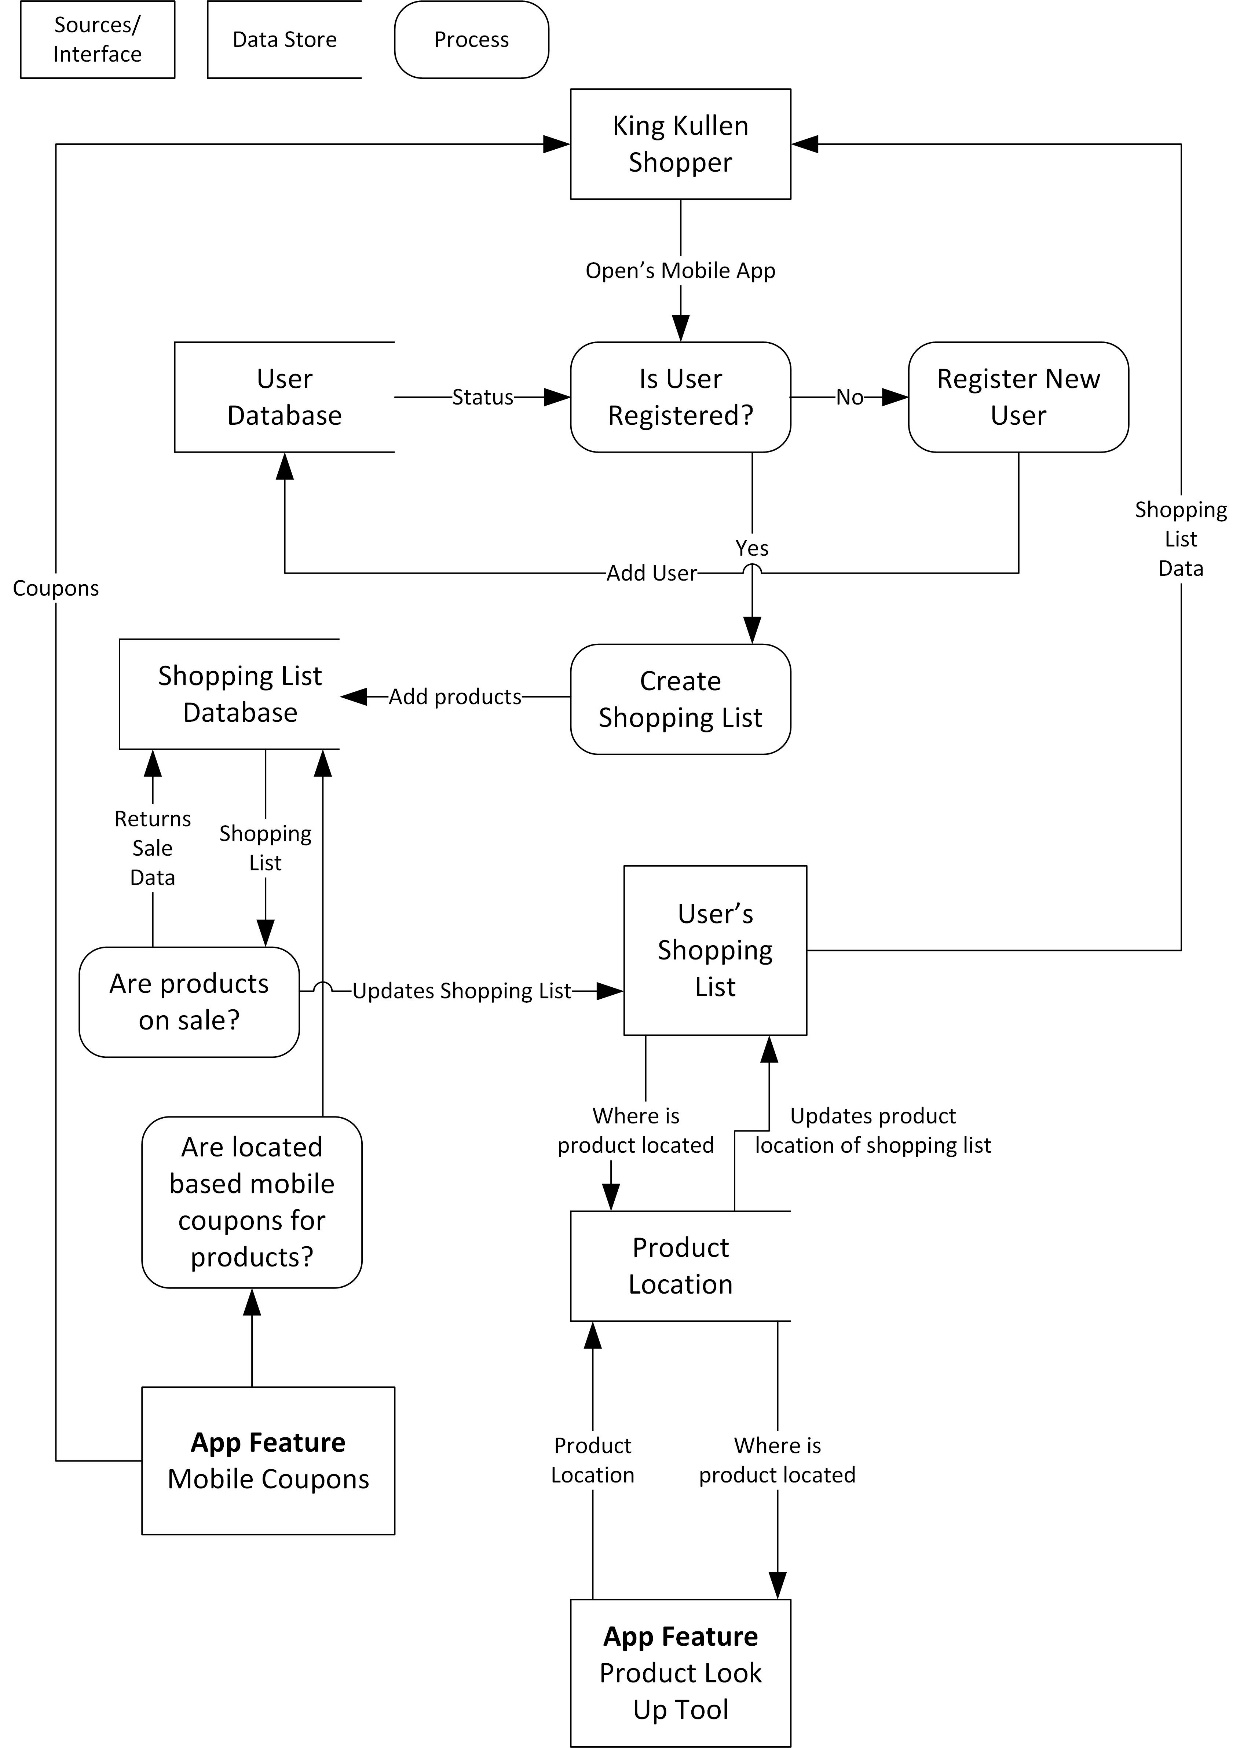 Sources/
Interface
Data Store
Process
King Kullen
Shopper
Open's Mobile App
User
Database
Status
Is User
Registered?
No
Register New
User
Shopping
List
Data
Yes
Add User
Coupons
Shopping List
Database
Add products
Create
Shopping List
Returns
Sale
Data
Shopping
List
User's
Shopping
List
Are products
on sale?
Updates Shopping List
Where is
product located
Updates product
location of shopping list
Are located
based mobile
coupons for
products?
Product
Location
App Feature
Mobile Coupons
Product
Location
Where is
product located
App Feature
Product Look
Up Tool